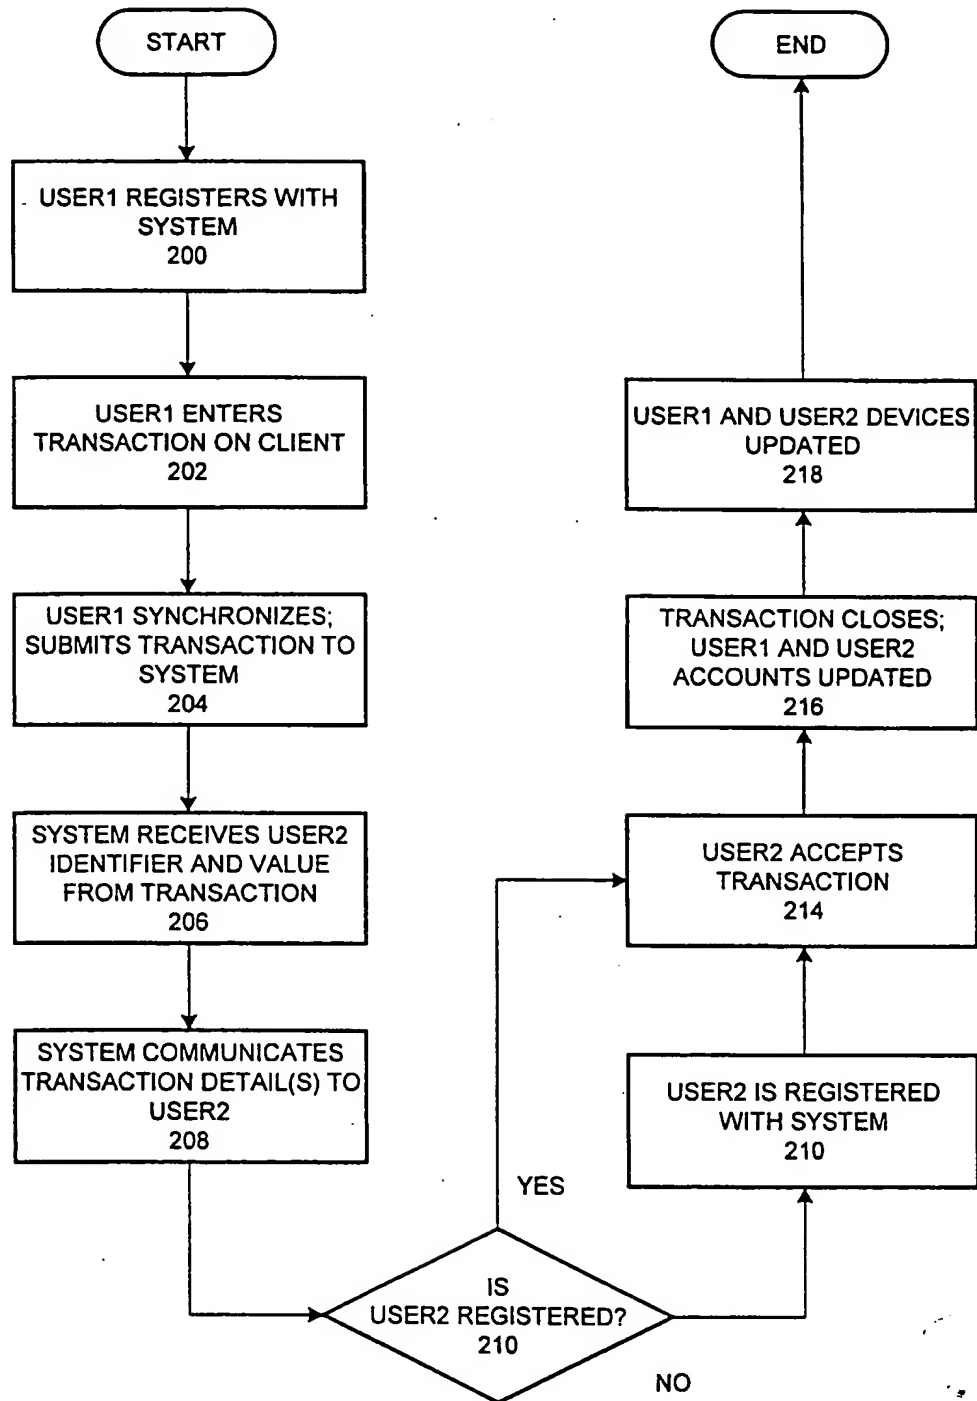 START
USER1 REGISTERS WITH
SYSTEM
200
USER1 ENTERS
TRANSACTION ON CLIENT
202
USER1 SYNCHRONIZES;
SUBMITS TRANSACTION TO
SYSTEM
204
SYSTEM RECEIVES USER2
IDENTIFIER AND VALUE
FROM TRANSACTION
206
SYSTEM COMMUNICATES
TRANSACTION DETAIL(S) TO
USER2
208
IS
USER2 REGISTERED?
210
YES
NO
USER2 IS REGISTERED
WITH SYSTEM
210
USER2 ACCEPTS
TRANSACTION
214
TRANSACTION CLOSES;
USER1 AND USER2
ACCOUNTS UPDATED
216
USER1 AND USER2 DEVICES
UPDATED
218
END